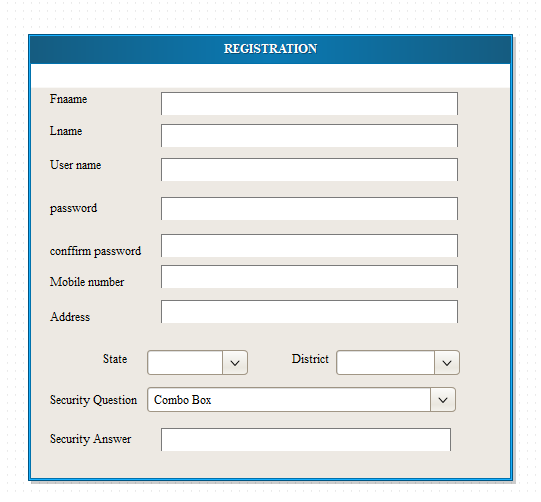 REGISTRATION
Fnaame
Lname
User name
password
conffirm password
Mobile number
Address
State District
Security Question Combo Box
Security Answer